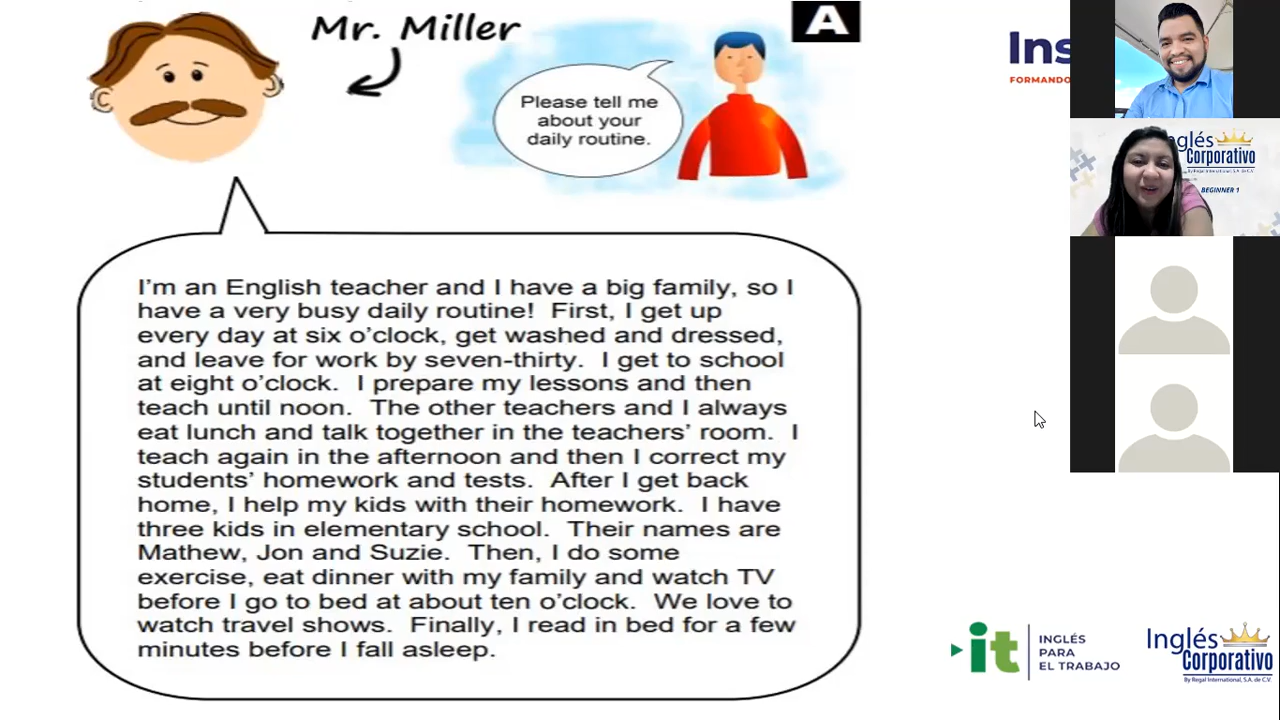 Mr. Miller
A
Please tell me
about your
daily routine.
I'm an English teacher and I have a big family, so I
have a very busy daily routine!  First, I get up
every day at six o'clock, get washed and dressed,
and leave for work by seven-thirty.  I get to school
at eight o'clock.  I prepare my lessons and then
teach until noon.  The other teachers and I always
eat lunch and talk together in the teachers' room.  I
teach again in the afternoon and then I correct my
students' homework and tests.  After I get back
home, I help my kids with their homework.  I have
three kids in elementary school.  Their names are
Mathew, Jon and Suzie.  Then, I do some
exercise, eat dinner with my family and watch TV
before I go to bed at about ten o'clock.  We love to
watch travel shows.  Finally, I read in bed for a few
minutes before I fall asleep.
Ins
FORMANDO
nglés
Corporativo
By Regal International, S.A. de C.V.
BEGINNER 1
it
INGLÉS
PARA
EL TRABAJO
Inglés
Corporativo
By Regal International, S.A. de C.V.